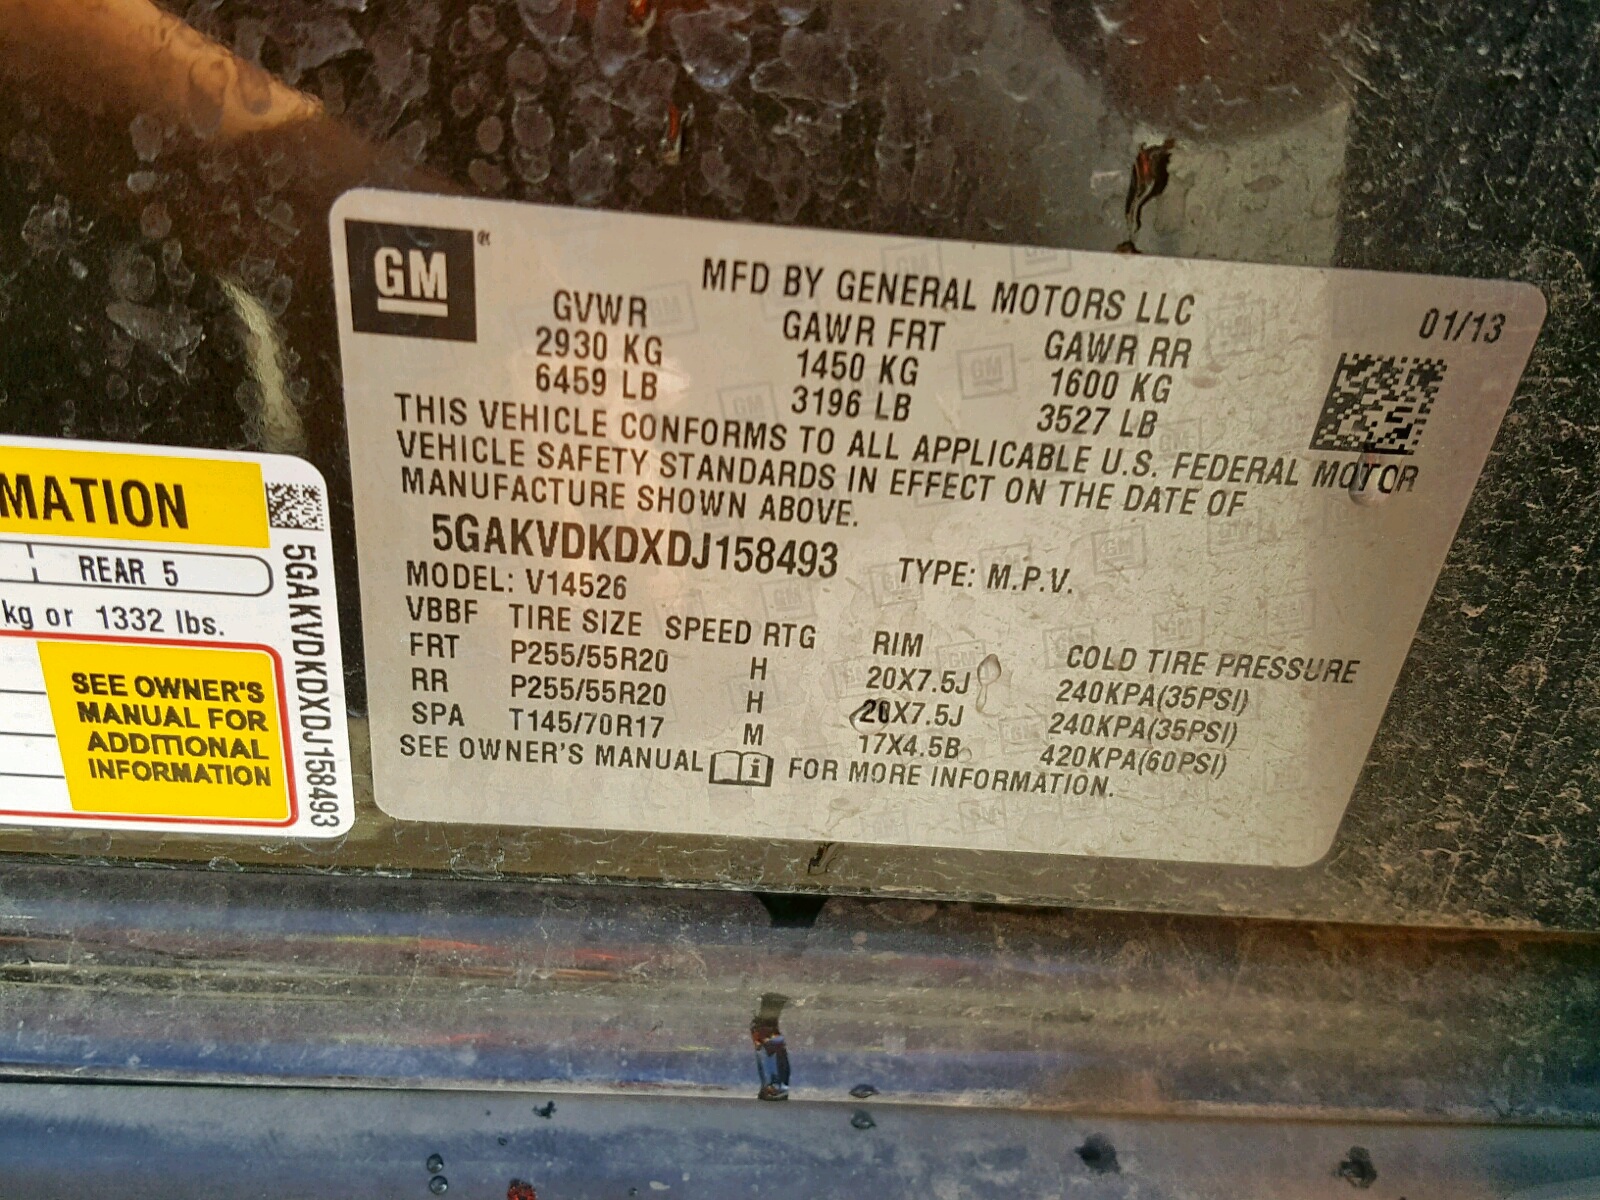 GM®
MFD BY GENERAL MOTORS LLC
01/13
GVWR GAWR FRT GAWR RR
2930 KG 1450 KG 1600 KG
6459 LB 3196 LB 3527 LB
THIS VEHICLE CONFORMS TO ALL APPLICABLE U.S. FEDERAL MOTOR
VEHICLE SAFETY STANDARDS IN EFFECT ON THE DATE OF
MANUFACTURE SHOWN ABOVE.
5GAKVDKDXDJ158493 TYPE: M.P.V.
MODEL: V14526
VBBF TIRE SIZE SPEED RTG RIM COLD TIRE PRESSURE
FRT P255/55R20 H 20X7.5J 240KPA(35PSI)
RR P255/55R20 H 20X7.5J 240KPA(35PSI)
SPA T145/70R17 M 17X4.5B 420KPA(60PSI)
SEE OWNER'S MANUAL i FOR MORE INFORMATION.
MATION
REAR 5
kg or 1332 lbs.
SEE OWNER'S
MANUAL FOR
ADDITIONAL
INFORMATION
5GAKVDKDXDJ158493